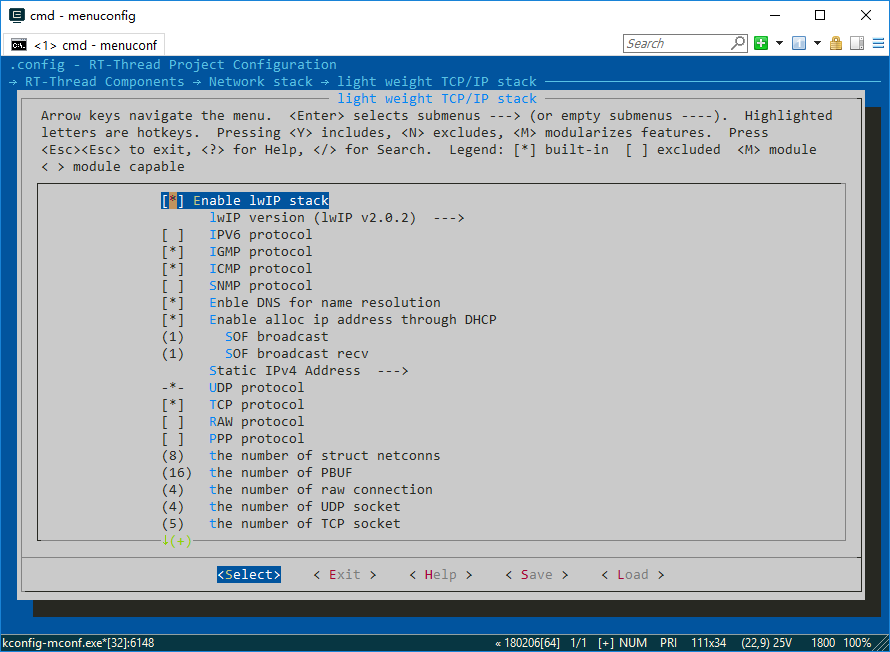 cmd - menuconfig
<1> cmd - menuconf
Search
.config - RT-Thread Project Configuration
→ RT-Thread Components → Network stack → light weight TCP/IP stack
light weight TCP/IP stack
Arrow keys navigate the menu.  <Enter> selects submenus ---> (or empty submenus ----).  Highlighted
letters are hotkeys.  Pressing <Y> includes, <N> excludes, <M> modularizes features.  Press
<Esc><Esc> to exit, <?> for Help, </> for Search.  Legend: [*] built-in  [ ] excluded  <M> module
< > module capable
[*] Enable lwIP stack
lwIP version (lwIP v2.0.2)  --->
[ ]   IPV6 protocol
[*]   IGMP protocol
[*]   ICMP protocol
[ ]   SNMP protocol
[*]   Enble DNS for name resolution
[*]   Enable alloc ip address through DHCP
(1)     SOF broadcast
(1)     SOF broadcast recv
Static IPv4 Address  --->
-*-   UDP protocol
[*]   TCP protocol
[ ]   RAW protocol
[ ]   PPP protocol
(8)   the number of struct netconns
(16)  the number of PBUF
(4)   the number of raw connection
(4)   the number of UDP socket
(5)   the number of TCP socket
↓(+)
<Select>    < Exit >    < Help >    < Save >    < Load >
kconfig-mconf.exe*[32]:6148    « 180206[64]  1/1  [+] NUM  PRI  111x34  (22,9) 25V  1800  100%